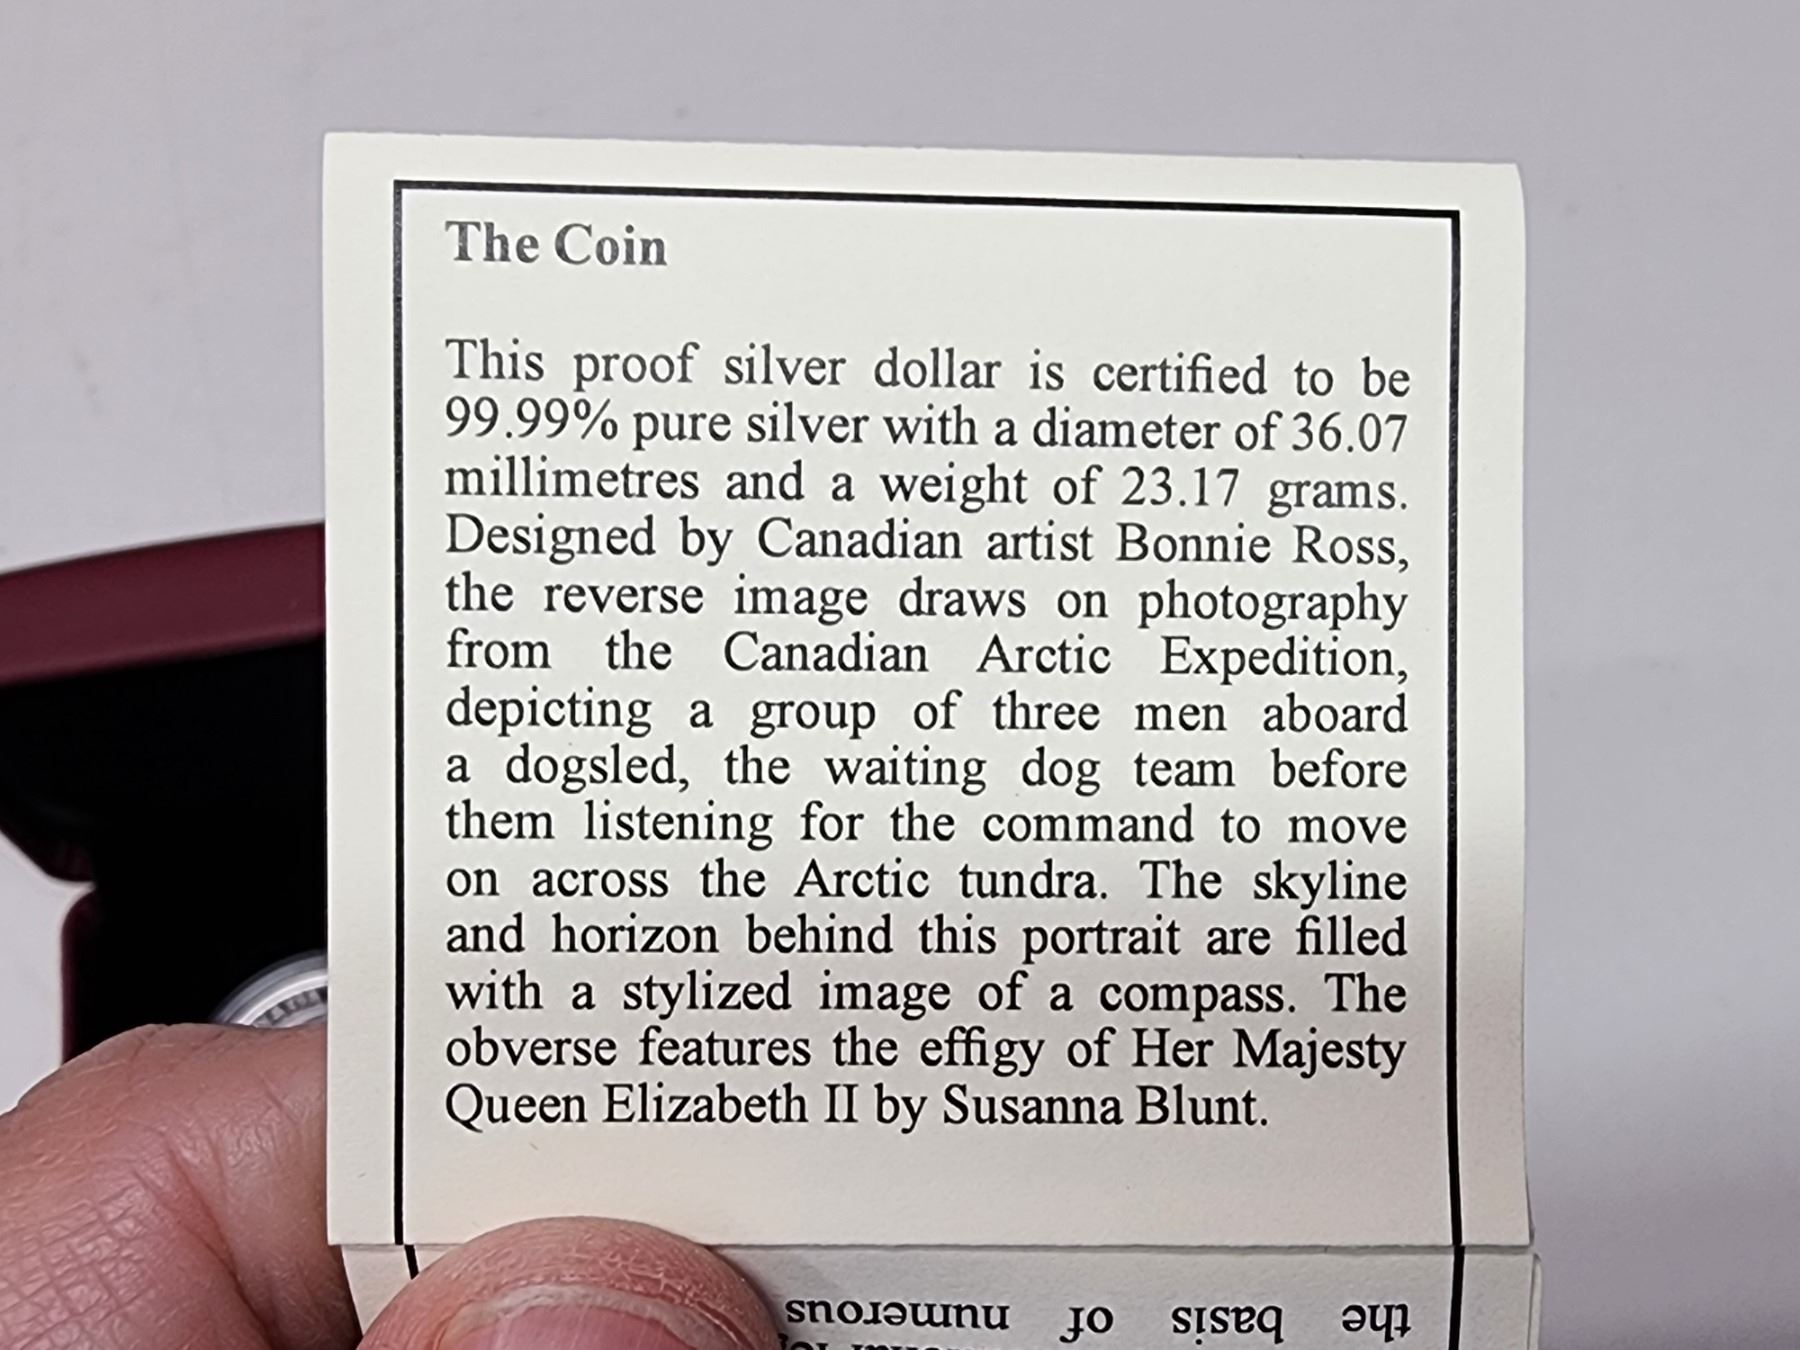 The Coin
This proof silver dollar is certified to be
99.99% pure silver with a diameter of 36.07
millimetres and a weight of 23.17 grams.
Designed by Canadian artist Bonnie Ross,
the reverse image draws on photography
from the Canadian Arctic Expedition,
depicting a group of three men aboard
a dogsled, the waiting dog team before
them listening for the command to move
on across the Arctic tundra. The skyline
and horizon behind this portrait are filled
with a stylized image of a compass. The
obverse features the effigy of Her Majesty
Queen Elizabeth II by Susanna Blunt.
the basis of numerous